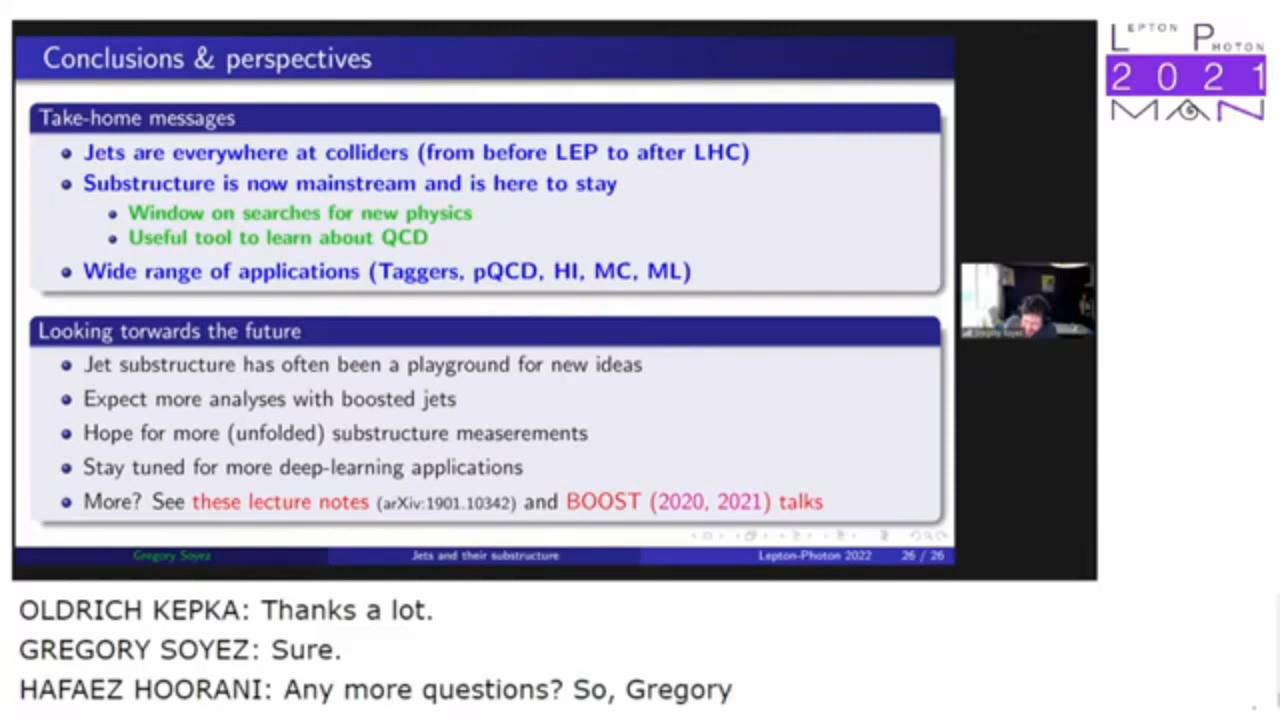 Conclusions & perspectives
Take-home messages
Jets are everywhere at colliders (from before LEP to after LHC)
Substructure is now mainstream and is here to stay
Window on searches for new physics
Useful tool to learn about QCD
Wide range of applications (Taggers, pQCD, HI, MC, ML)
Looking torwards the future
Jet substructure has often been a playground for new ideas
Expect more analyses with boosted jets
Hope for more (unfolded) substructure measerements
Stay tuned for more deep-learning applications
More? See these lecture notes (arXiv:1901.10342) and BOOST (2020, 2021) talks
Gregory Soyez Jets and their substructure Lepton-Photon 2022 26 / 26
LEPTON PHOTON
2021
MAN
Gregory Soyez
OLDRICH KEPKA: Thanks a lot.
GREGORY SOYEZ: Sure.
HAFAEZ HOORANI: Any more questions? So, Gregory